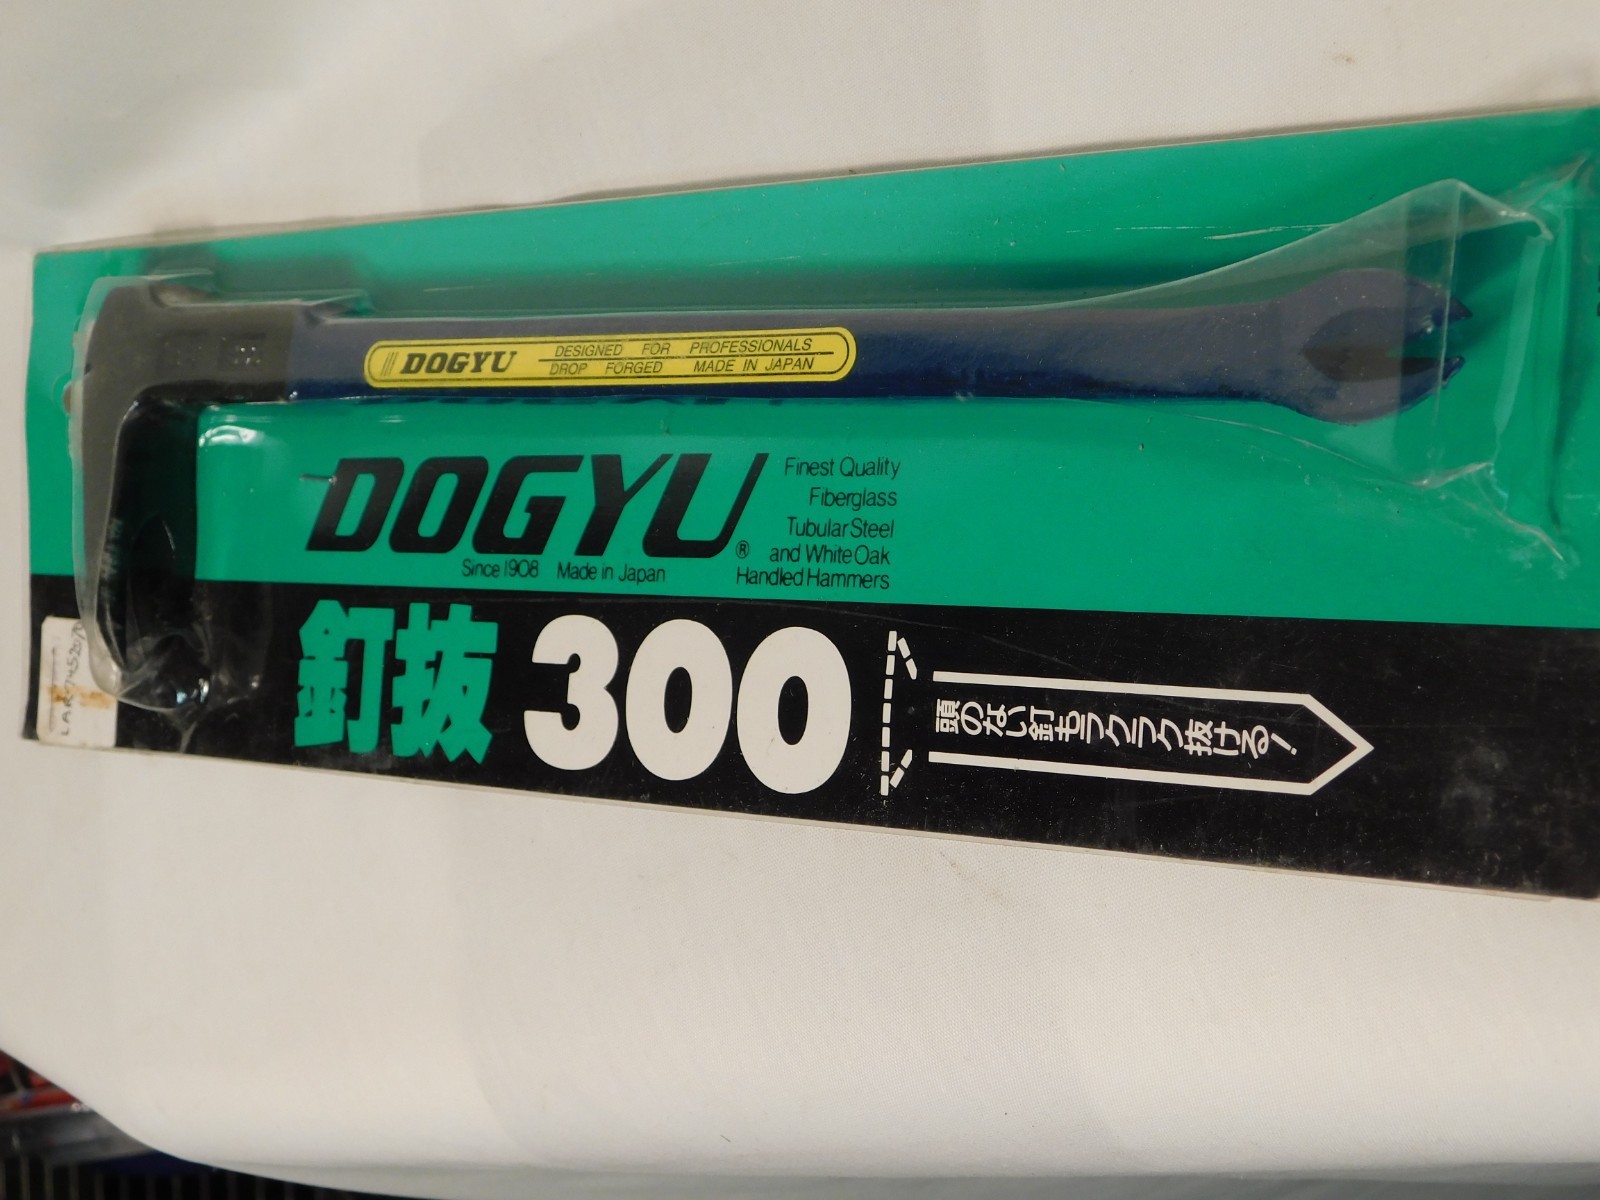 DOGYU
DESIGNED FOR PROFESSIONALS
DROP FORGED MADE IN JAPAN
DOGYU®
Since 1908 Made in Japan
Finest Quality
Fiberglass
Tubular Steel
and White Oak
Handled Hammers
釘抜 300
頭のない釘もラクラク抜ける!